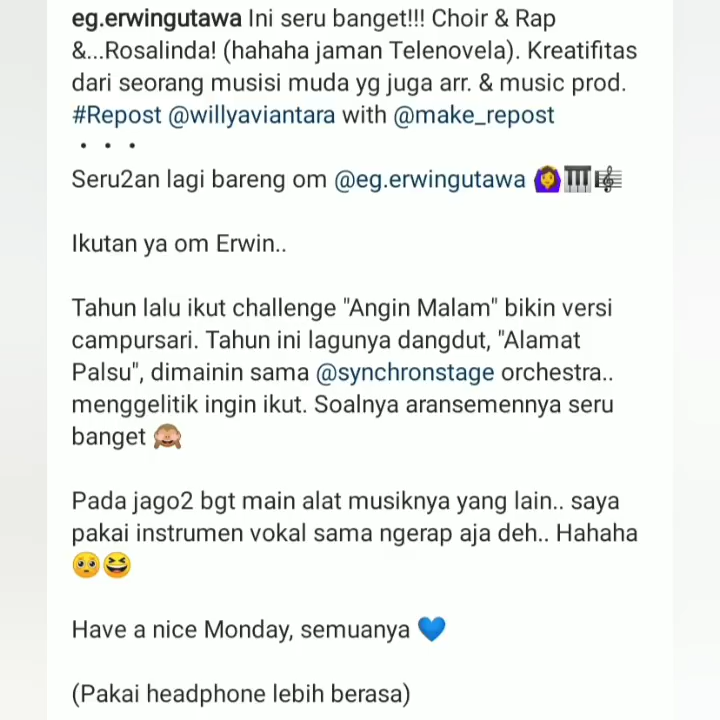 eg.erwingutawa Ini seru banget!!! Choir & Rap
&...Rosalinda! (hahaha jaman Telenovela). Kreatifitas
dari seorang musisi muda yg juga arr. & music prod.
#Repost @willyaviantara with @make_repost
・・・
Seru2an lagi bareng om @eg.erwingutawa 🙆‍♀️🎹🎼
Ikutan ya om Erwin..
Tahun lalu ikut challenge "Angin Malam" bikin versi
campursari. Tahun ini lagunya dangdut, "Alamat
Palsu", dimainin sama @synchronstage orchestra..
menggelitik ingin ikut. Soalnya aransemennya seru
banget 🙈
Pada jago2 bgt main alat musiknya yang lain.. saya
pakai instrumen vokal sama ngerap aja deh.. Hahaha
🥺😆
Have a nice Monday, semuanya 💙
(Pakai headphone lebih berasa)